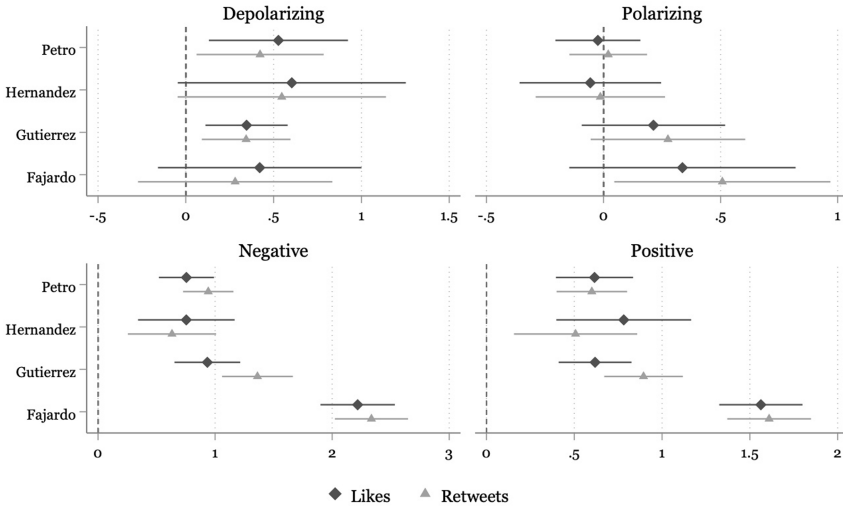 Depolarizing
Polarizing
Petro
Hernandez
Gutierrez
Fajardo
-.5 0 .5 1 1.5
-.5 0 .5 1
Negative
Positive
Petro
Hernandez
Gutierrez
Fajardo
0 1 2 3
0 .5 1 1.5 2
Likes Retweets